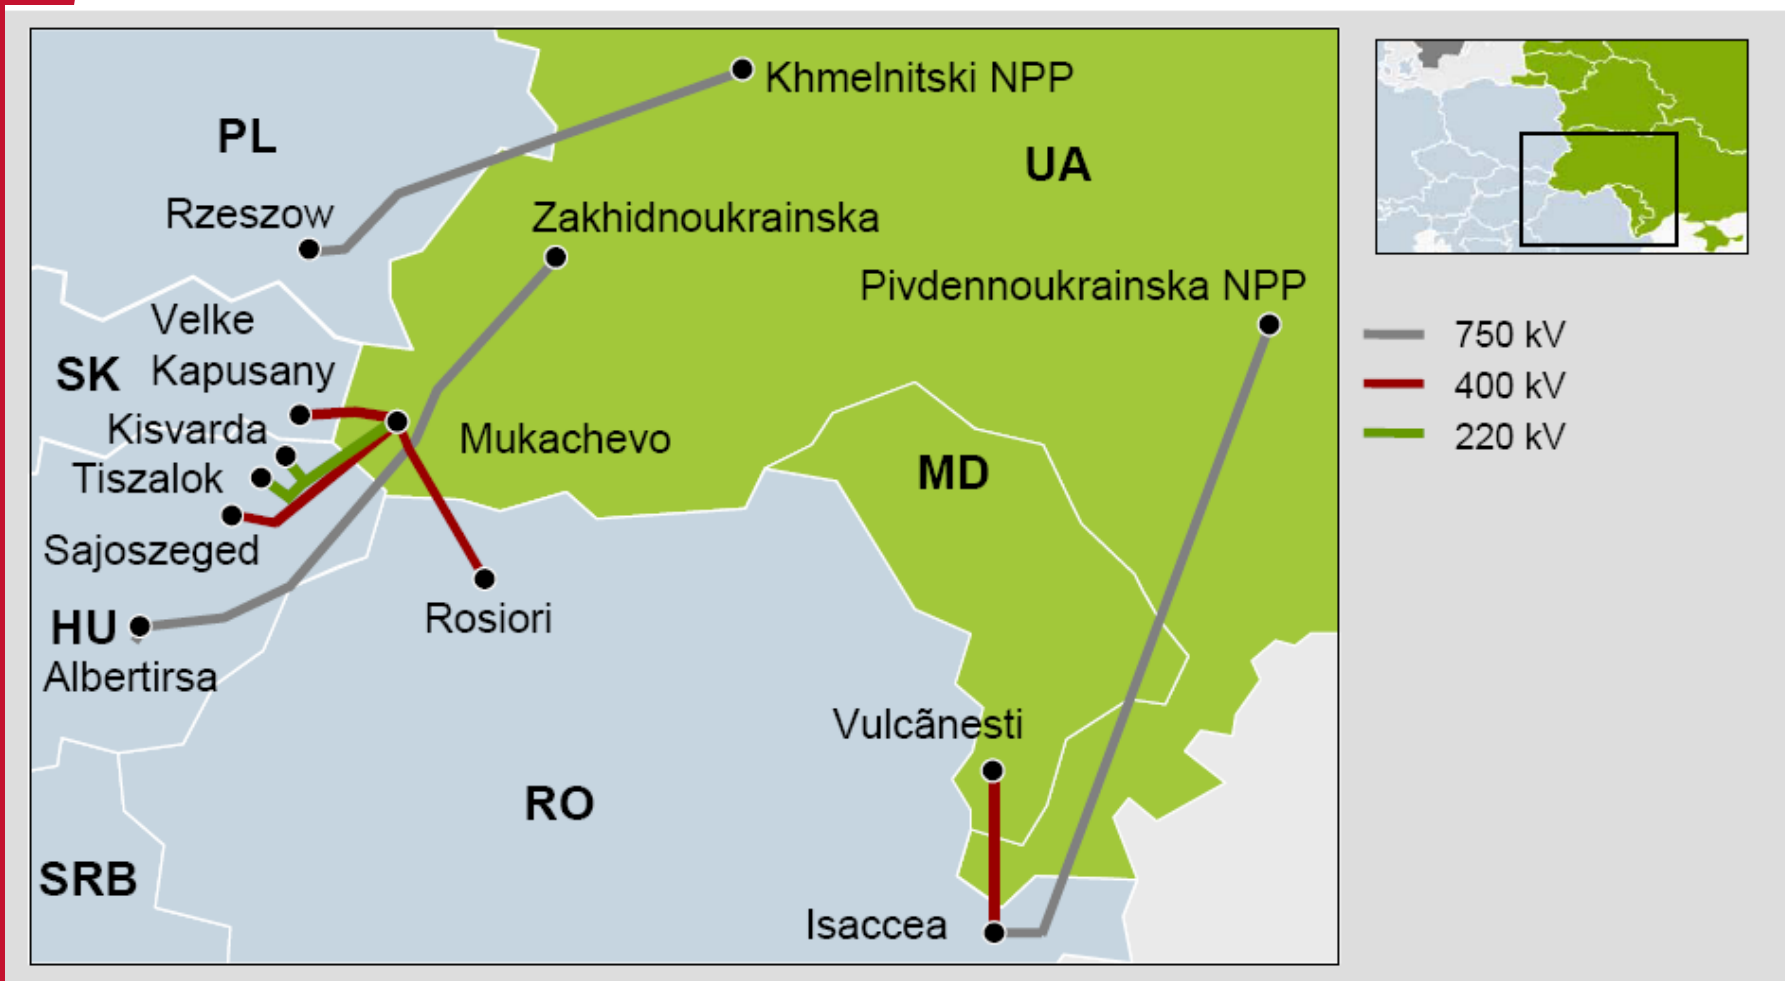 Khmelnitski NPP
PL
UA
Rzeszow
Zakhidnoukrainska
Pivdennoukrainska NPP
Velke
Kapusany
SK
Kisvarda
Mukachevo
Tiszalok
MD
Sajoszeged
Rosiori
HU
Albertirsa
Vulcãnesti
RO
SRB
Isaccea
750 kV
400 kV
220 kV